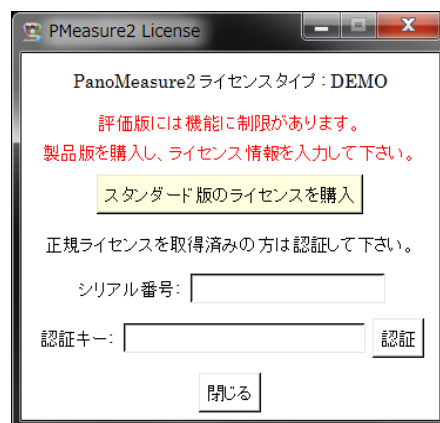 PMeasure2 License
PanoMeasure2 ライセンスタイプ : DEMO
評価版には機能に制限があります。
製品版を購入し、ライセンス情報を入力して下さい。
スタンダード版のライセンスを購入
正規ライセンスを取得済みの方は認証して下さい。
シリアル番号:
認証キー: 認証
閉じる